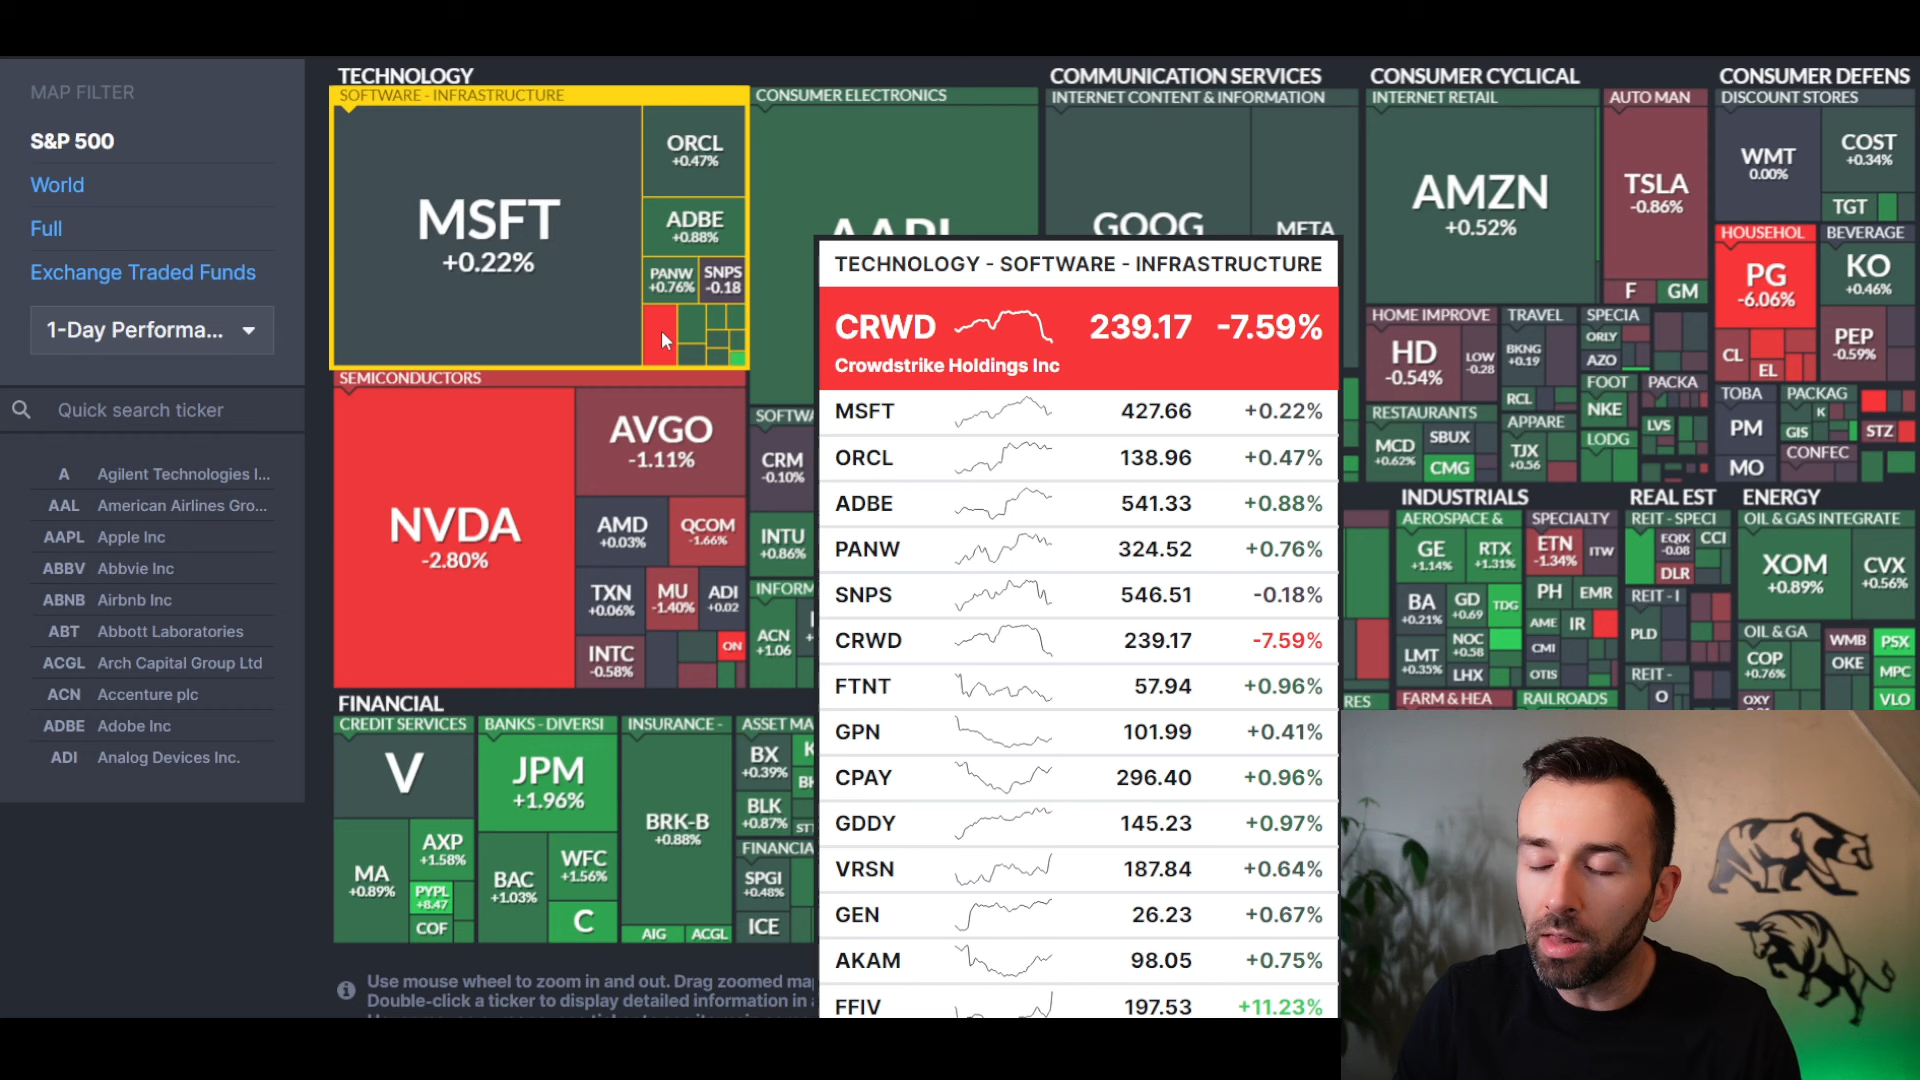 MAP FILTER
S&P 500
World
Full
Exchange Traded Funds
1-Day Performa...
Quick search ticker
A Agilent Technologies I...
AAL American Airlines Gro...
AAPL Apple Inc
ABBV Abbvie Inc
ABNB Airbnb Inc
ABT Abbott Laboratories
ACGL Arch Capital Group Ltd
ACN Accenture plc
ADBE Adobe Inc
ADI Analog Devices Inc.
TECHNOLOGY
SOFTWARE - INFRASTRUCTURE
MSFT
+0.22%
ORCL
+0.47%
ADBE
+0.88%
PANW
+0.76%
SNPS
-0.18
CONSUMER ELECTRONICS
SEMICONDUCTORS
NVDA
-2.80%
AVGO
-1.11%
AMD
+0.03%
QCOM
-1.66%
TXN
+0.06%
MU
-1.40%
ADI
+0.02
INTC
-0.58%
ON
SOFTWA
CRM
-0.10%
INTU
+0.86%
INFORM
ACN
+1.06
COMMUNICATION SERVICES
INTERNET CONTENT & INFORMATION
GOOG
META
CONSUMER CYCLICAL
INTERNET RETAIL
AMZN
+0.52%
AUTO MAN
TSLA
-0.86%
F
GM
HOME IMPROVE
HD
-0.54%
LOW
-0.28
TRAVEL
BKNG
+0.19
RCL
SPECIA
ORLY
AZO
RESTAURANTS
MCD
+0.62%
SBUX
CMG
APPARE
TJX
+0.56
FOOT
NKE
LODG
PACKA
LVS
CONSUMER DEFENS
DISCOUNT STORES
WMT
0.00%
COST
+0.34%
TGT
HOUSEHOL
PG
-6.06%
CL
EL
BEVERAGE
KO
+0.46%
PEP
-0.59%
TOBA
PM
MO
PACKAG
K
GIS
STZ
CONFEC
INDUSTRIALS
AEROSPACE &
GE
+1.14%
RTX
+1.31%
BA
+0.21%
GD
+0.69
TDG
NOC
+0.58
LMT
+0.35%
LHX
SPECIALTY
ETN
-1.34%
ITW
PH
EMR
AME
IR
CMI
OTIS
FARM & HEA
RAILROADS
RES
REAL EST
REIT - SPECI
EQIX
-0.08
CCI
DLR
REIT - I
PLD
REIT -
O
ENERGY
OIL & GAS INTEGRATE
XOM
+0.89%
CVX
+0.56%
OIL & GA
COP
+0.76%
OXY
WMB
OKE
PSX
MPC
VLO
FINANCIAL
CREDIT SERVICES
V
MA
+0.89%
AXP
+1.58%
PYPL
+8.47
COF
BANKS - DIVERSI
JPM
+1.96%
BAC
+1.03%
WFC
+1.56%
C
INSURANCE -
BRK-B
+0.88%
AIG
ACGL
ASSET MA
BX
+0.39%
BLK
+0.87%
FINANCIA
SPGI
+0.48%
ICE
TECHNOLOGY - SOFTWARE - INFRASTRUCTURE
CRWD 239.17 -7.59%
Crowdstrike Holdings Inc
MSFT 427.66 +0.22%
ORCL 138.96 +0.47%
ADBE 541.33 +0.88%
PANW 324.52 +0.76%
SNPS 546.51 -0.18%
CRWD 239.17 -7.59%
FTNT 57.94 +0.96%
GPN 101.99 +0.41%
CPAY 296.40 +0.96%
GDDY 145.23 +0.97%
VRSN 187.84 +0.64%
GEN 26.23 +0.67%
AKAM 98.05 +0.75%
FFIV 197.53 +11.23%
Use mouse wheel to zoom in and out. Drag zoomed ma
Double-click a ticker to display detailed information in a